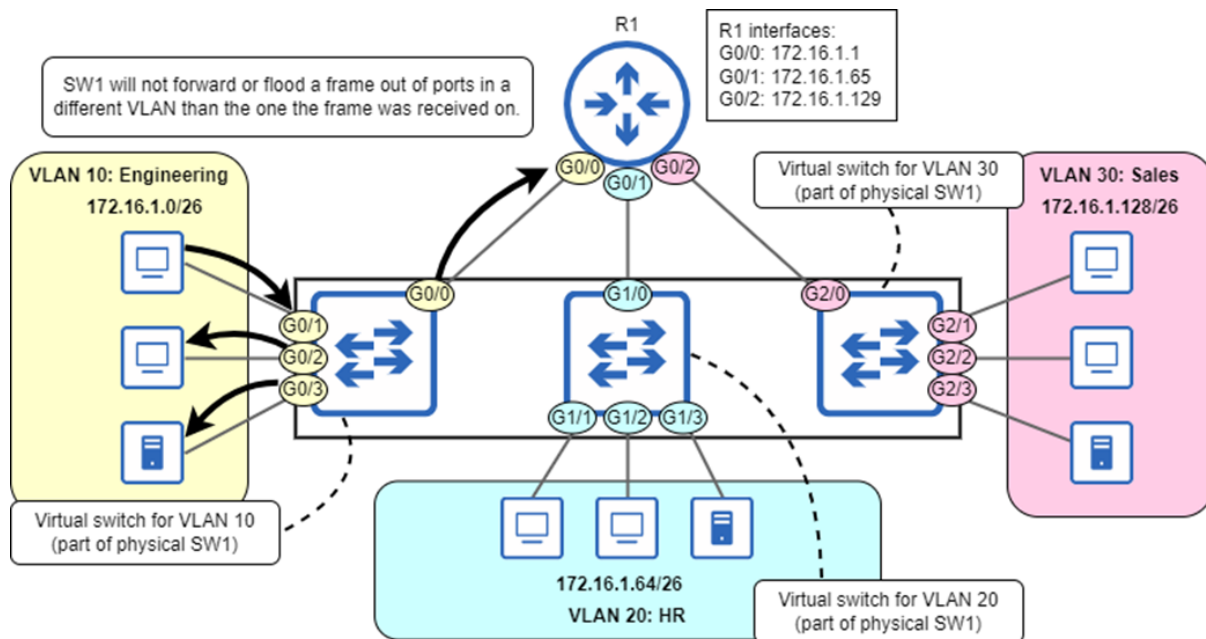 R1
R1 interfaces:
G0/0: 172.16.1.1
G0/1: 172.16.1.65
G0/2: 172.16.1.129
SW1 will not forward or flood a frame out of ports in a
different VLAN than the one the frame was received on.
G0/0
G0/1
G0/2
VLAN 10: Engineering
172.16.1.0/26
Virtual switch for VLAN 30
(part of physical SW1)
VLAN 30: Sales
172.16.1.128/26
G0/0
G1/0
G2/0
G0/1
G0/2
G0/3
G2/1
G2/2
G2/3
G1/1
G1/2
G1/3
Virtual switch for VLAN 10
(part of physical SW1)
172.16.1.64/26
VLAN 20: HR
Virtual switch for VLAN 20
(part of physical SW1)